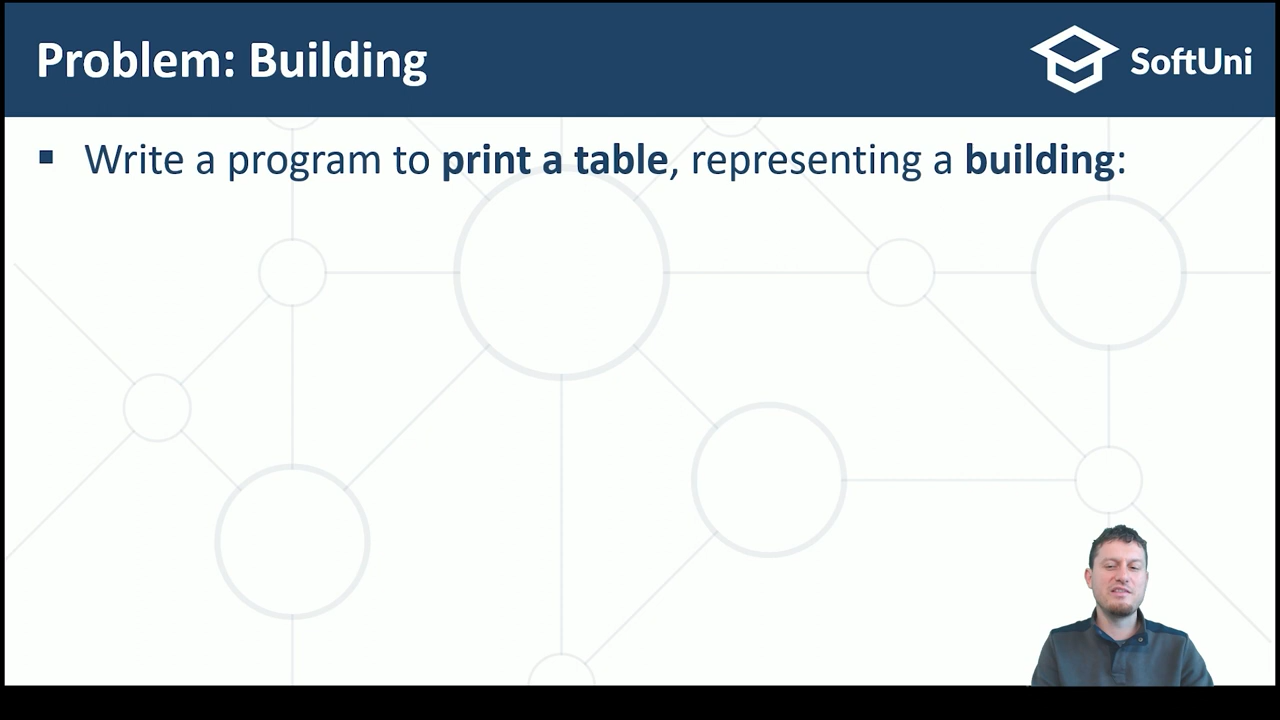 Problem: Building
SoftUni
Write a program to print a table, representing a building: